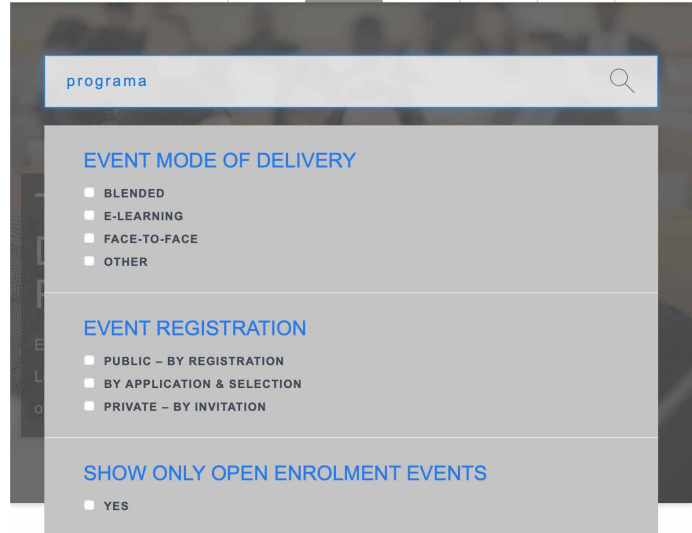 programa
EVENT MODE OF DELIVERY
BLENDED
E-LEARNING
FACE-TO-FACE
OTHER
EVENT REGISTRATION
PUBLIC – BY REGISTRATION
BY APPLICATION & SELECTION
PRIVATE – BY INVITATION
SHOW ONLY OPEN ENROLMENT EVENTS
YES